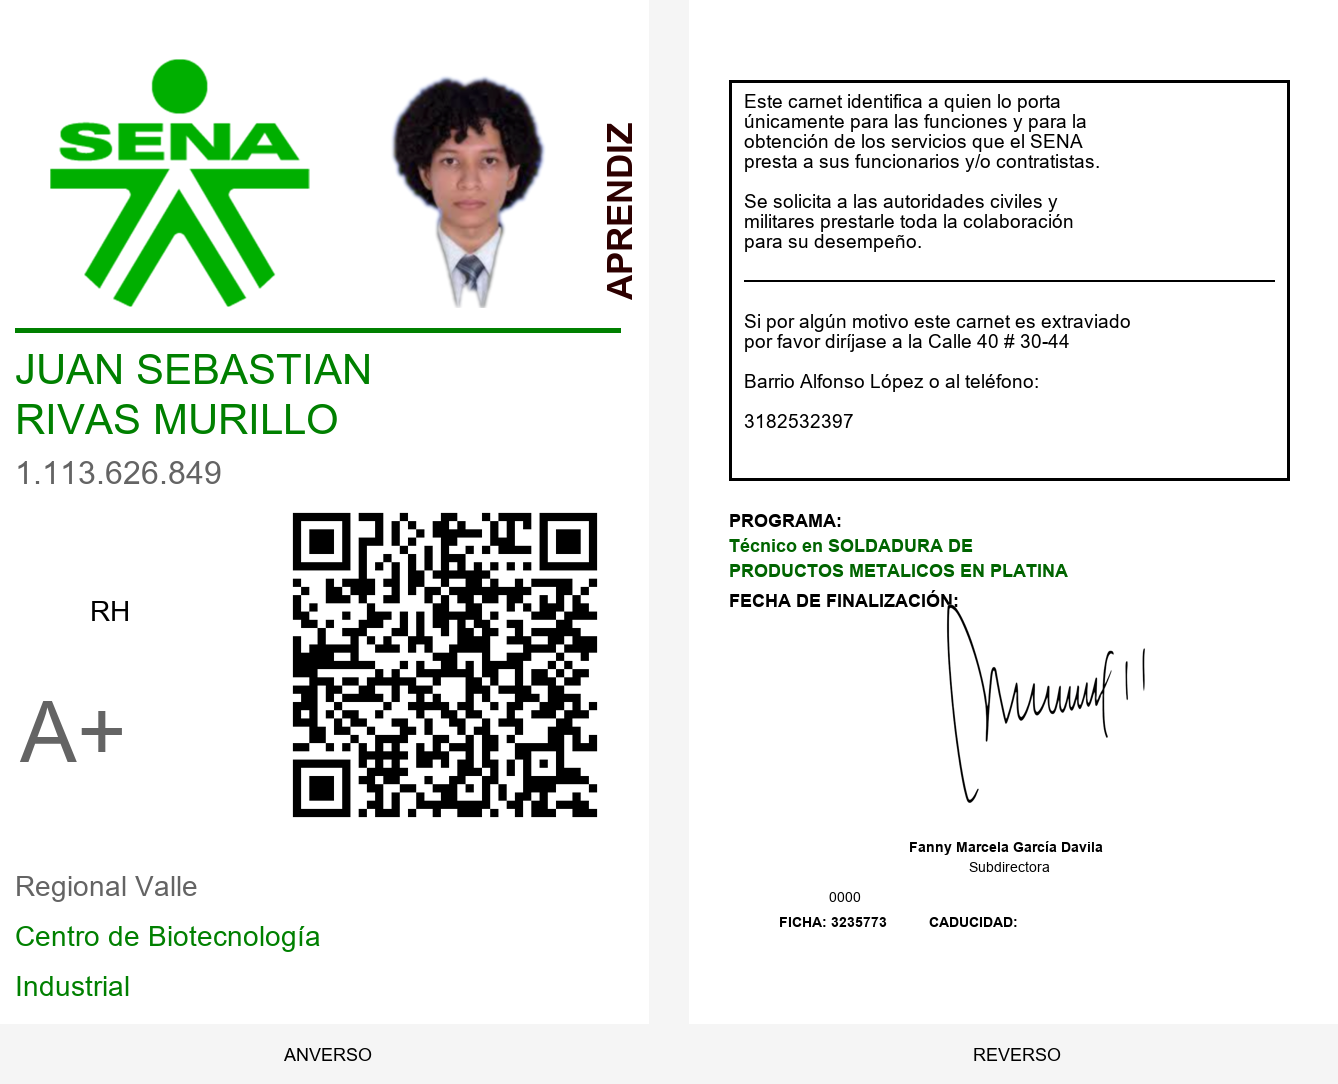 SENA
APRENDIZ
JUAN SEBASTIAN
RIVAS MURILLO
1.113.626.849
RH
A+
Regional Valle
Centro de Biotecnología
Industrial
ANVERSO
Este carnet identifica a quien lo porta
únicamente para las funciones y para la
obtención de los servicios que el SENA
presta a sus funcionarios y/o contratistas.
Se solicita a las autoridades civiles y
militares prestarle toda la colaboración
para su desempeño.
Si por algún motivo este carnet es extraviado
por favor diríjase a la Calle 40 # 30-44
Barrio Alfonso López o al teléfono:
3182532397
PROGRAMA:
Técnico en SOLDADURA DE
PRODUCTOS METALICOS EN PLATINA
FECHA DE FINALIZACIÓN:
Fanny Marcela García Davila
Subdirectora
0000
FICHA: 3235773 CADUCIDAD:
REVERSO